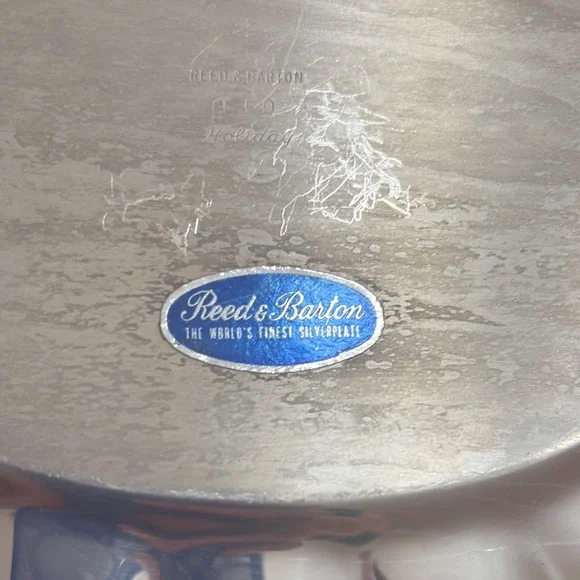 REED & BARTON
Holiday
Reed & Barton
THE WORLD'S FINEST SILVERPLATE